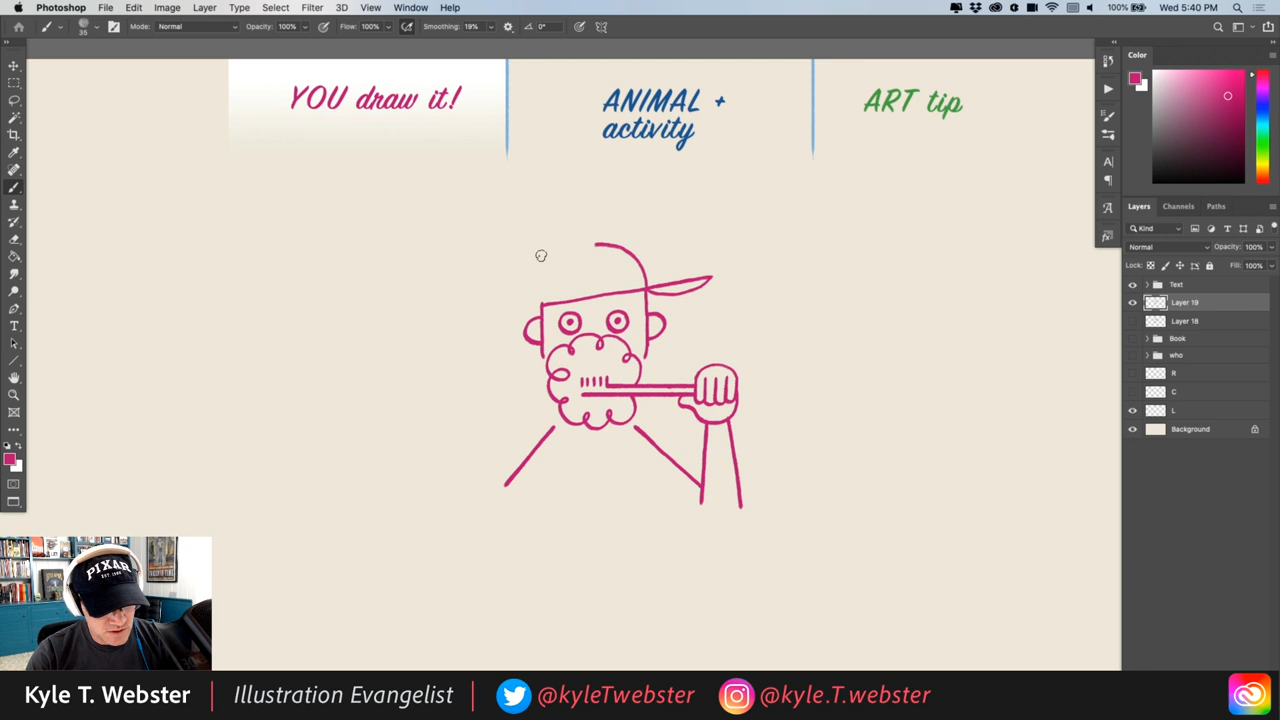 Photoshop File Edit Image Layer Type Select Filter 3D View Window Help 100% Wed 5:40 PM
35 Mode: Normal Opacity: 100% Flow: 100% Smoothing: 19% 0°
YOU draw it!
ANIMAL +
activity
ART tip
Color
Layers Channels Paths
Kind
Normal Opacity: 100%
Lock: Fill: 100%
Text
Layer 19
Layer 18
Book
who
R
C
L
Background
PIXAR
Kyle T. Webster | Illustration Evangelist | @kyleTwebster | @kyle.T.webster